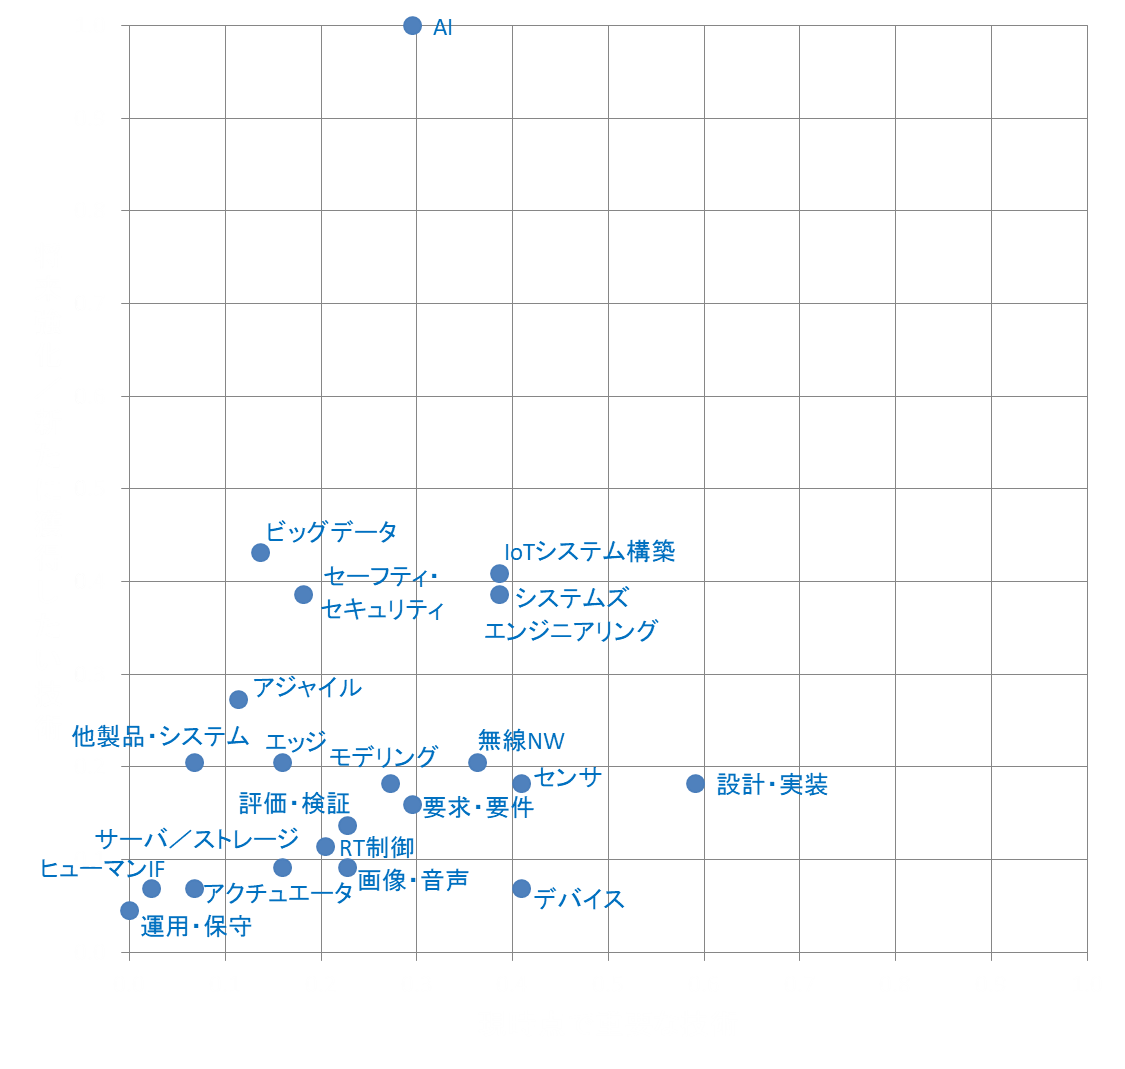 AI
ビッグデータ
IoTシステム構築
セーフティ・
セキュリティ
システムズ
エンジニアリング
アジャイル
他製品・システム
エッジ
モデリング
無線NW
センサ
設計・実装
評価・検証
要求・要件
サーバ／ストレージ
RT制御
ヒューマンIF
アクチュエータ
画像・音声
デバイス
運用・保守